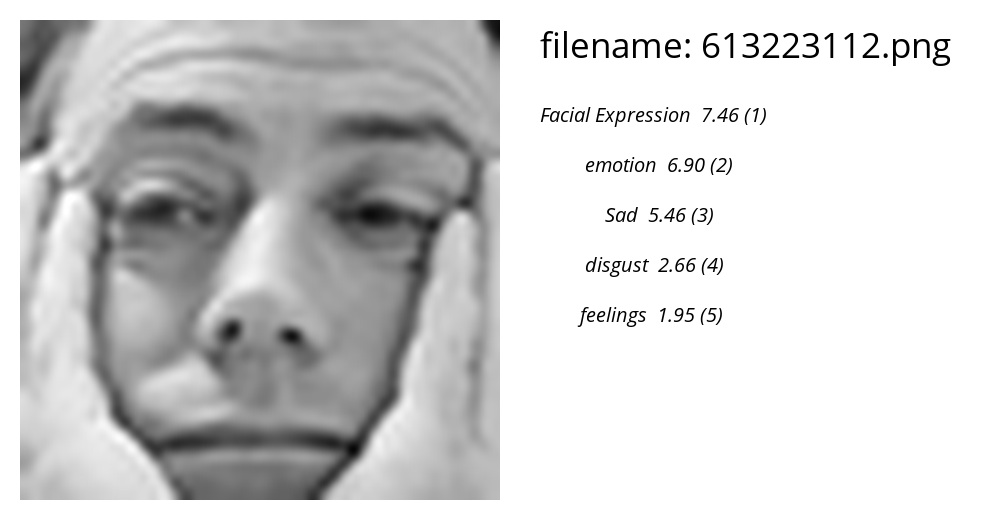 filename: 613223112.png
Facial Expression 7.46 (1)
emotion 6.90 (2)
Sad 5.46 (3)
disgust 2.66 (4)
feelings 1.95 (5)